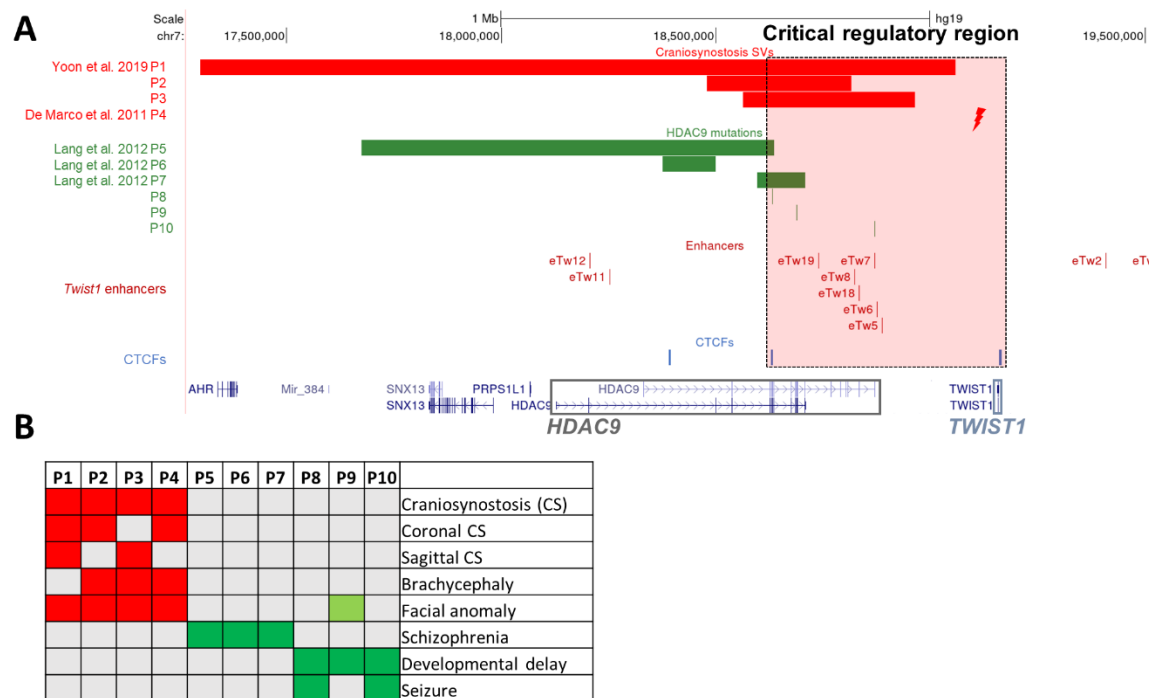 A
Scale 1 Mb hg19
chr7: 17,500,000 18,000,000 18,500,000 19,500,000
Critical regulatory region
Craniosynostosis SVs
Yoon et al. 2019 P1
P2
P3
De Marco et al. 2011 P4
HDAC9 mutations
Lang et al. 2012 P5
Lang et al. 2012 P6
Lang et al. 2012 P7
P8
P9
P10
Enhancers
eTw12 eTw19 eTw7 eTw2 eTw
eTw11 eTw8
Twist1 enhancers
eTw18
eTw6
eTw5
CTCFs
CTCFs
AHR Mir_384 SNX13 PRPS1L1 HDAC9 TWIST1
SNX13 HDAC9 TWIST1
HDAC9 TWIST1
B
P1 P2 P3 P4 P5 P6 P7 P8 P9 P10
Craniosynostosis (CS)
Coronal CS
Sagittal CS
Brachycephaly
Facial anomaly
Schizophrenia
Developmental delay
Seizure